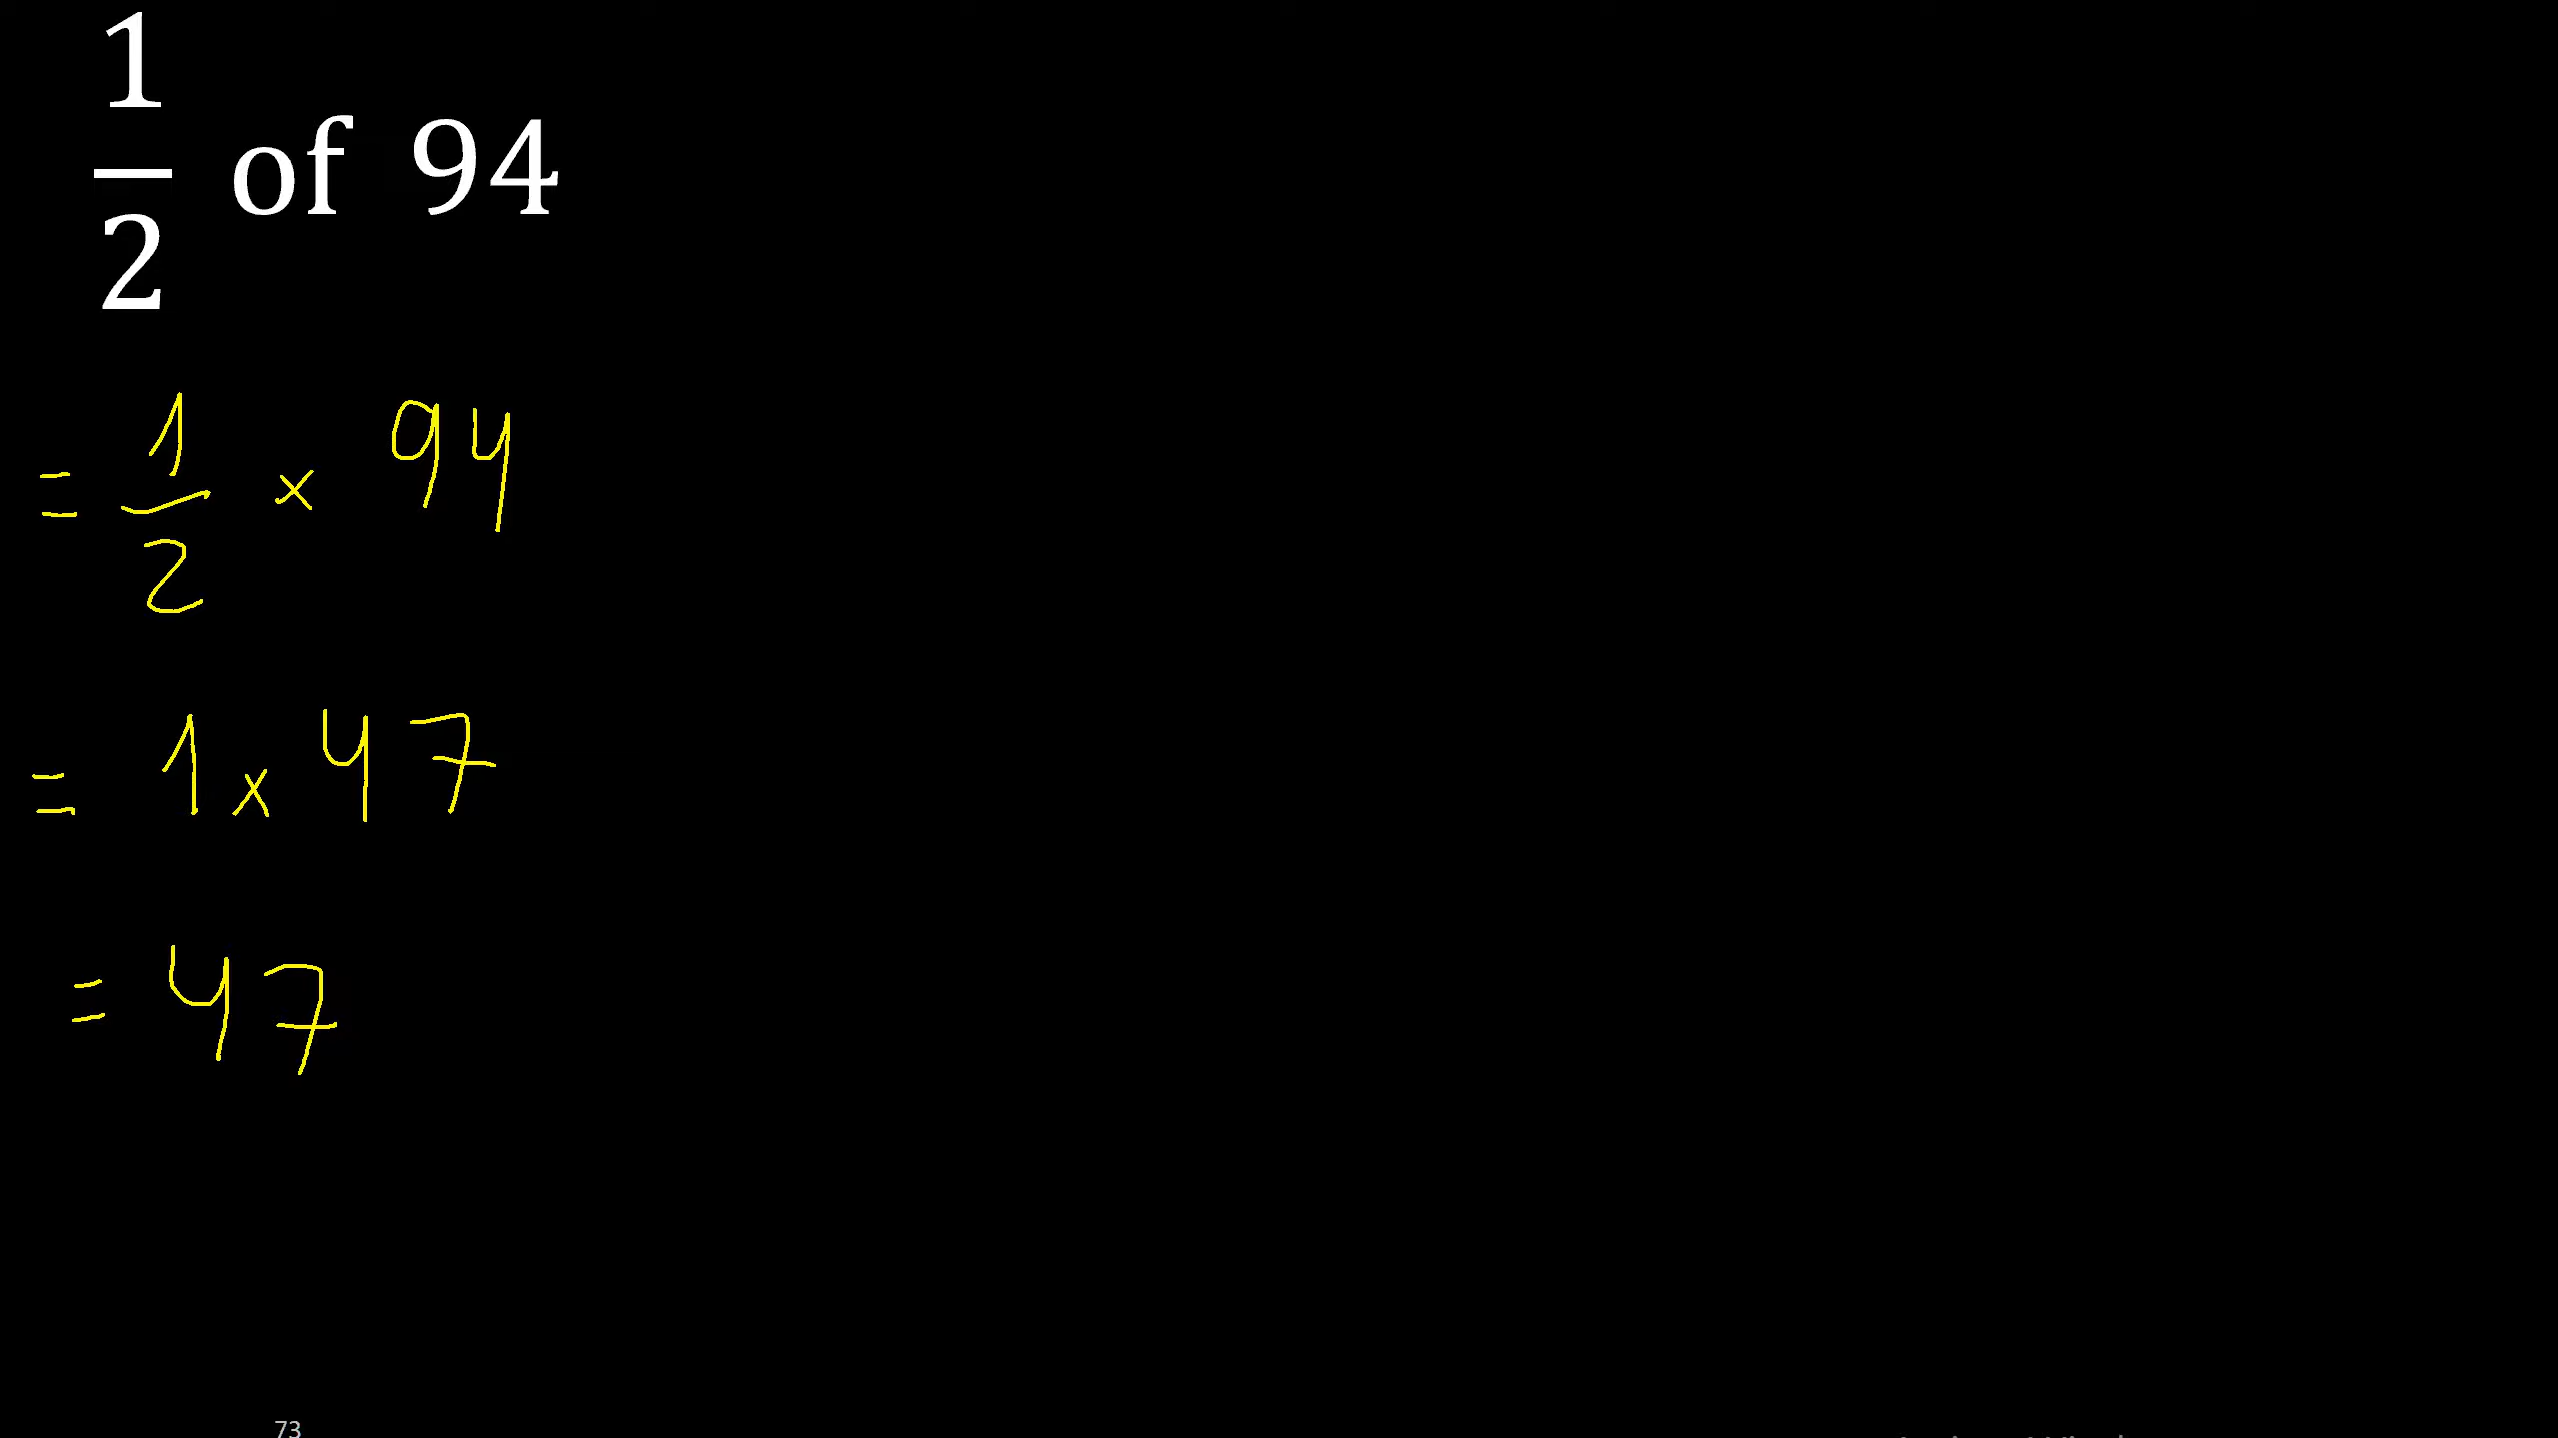 1/2 of 94
= 1/2 × 94
= 1 × 47
= 47
73